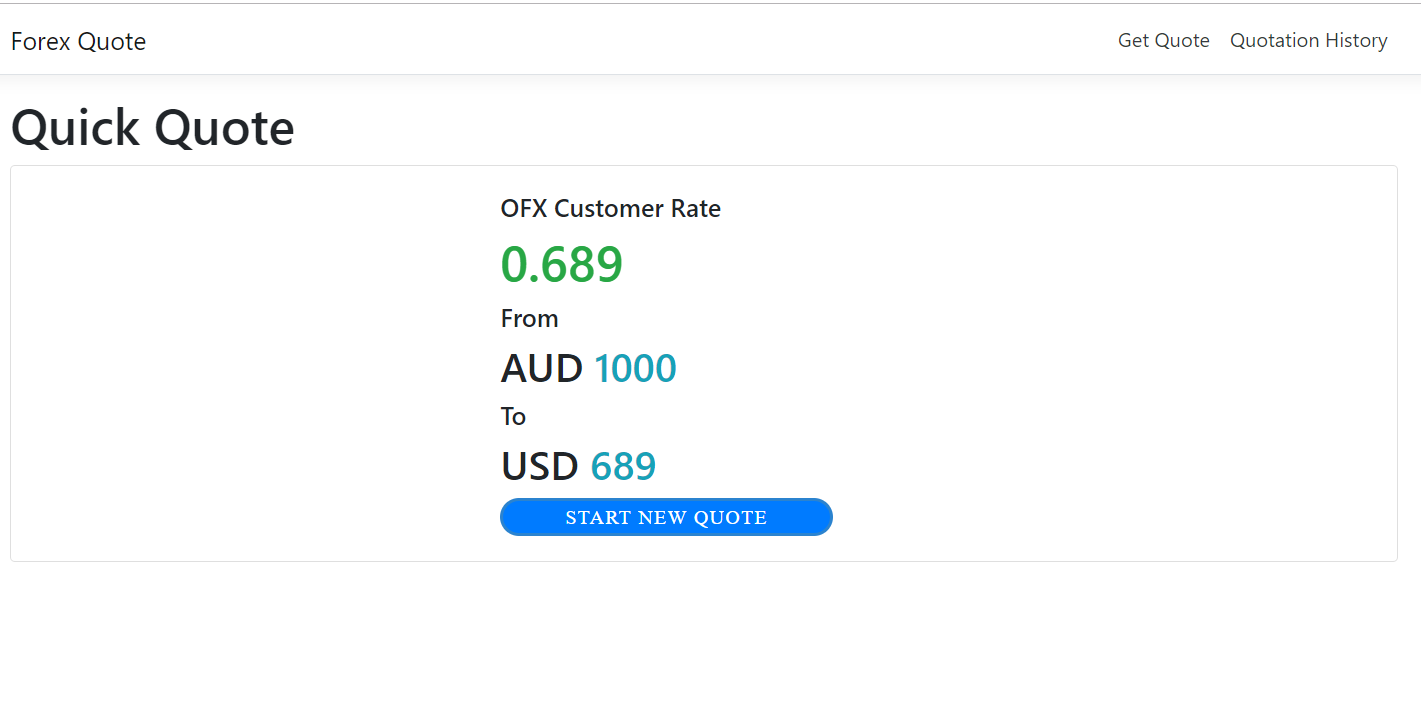 Forex Quote
Get Quote Quotation History
Quick Quote
OFX Customer Rate
0.689
From
AUD 1000
To
USD 689
START NEW QUOTE